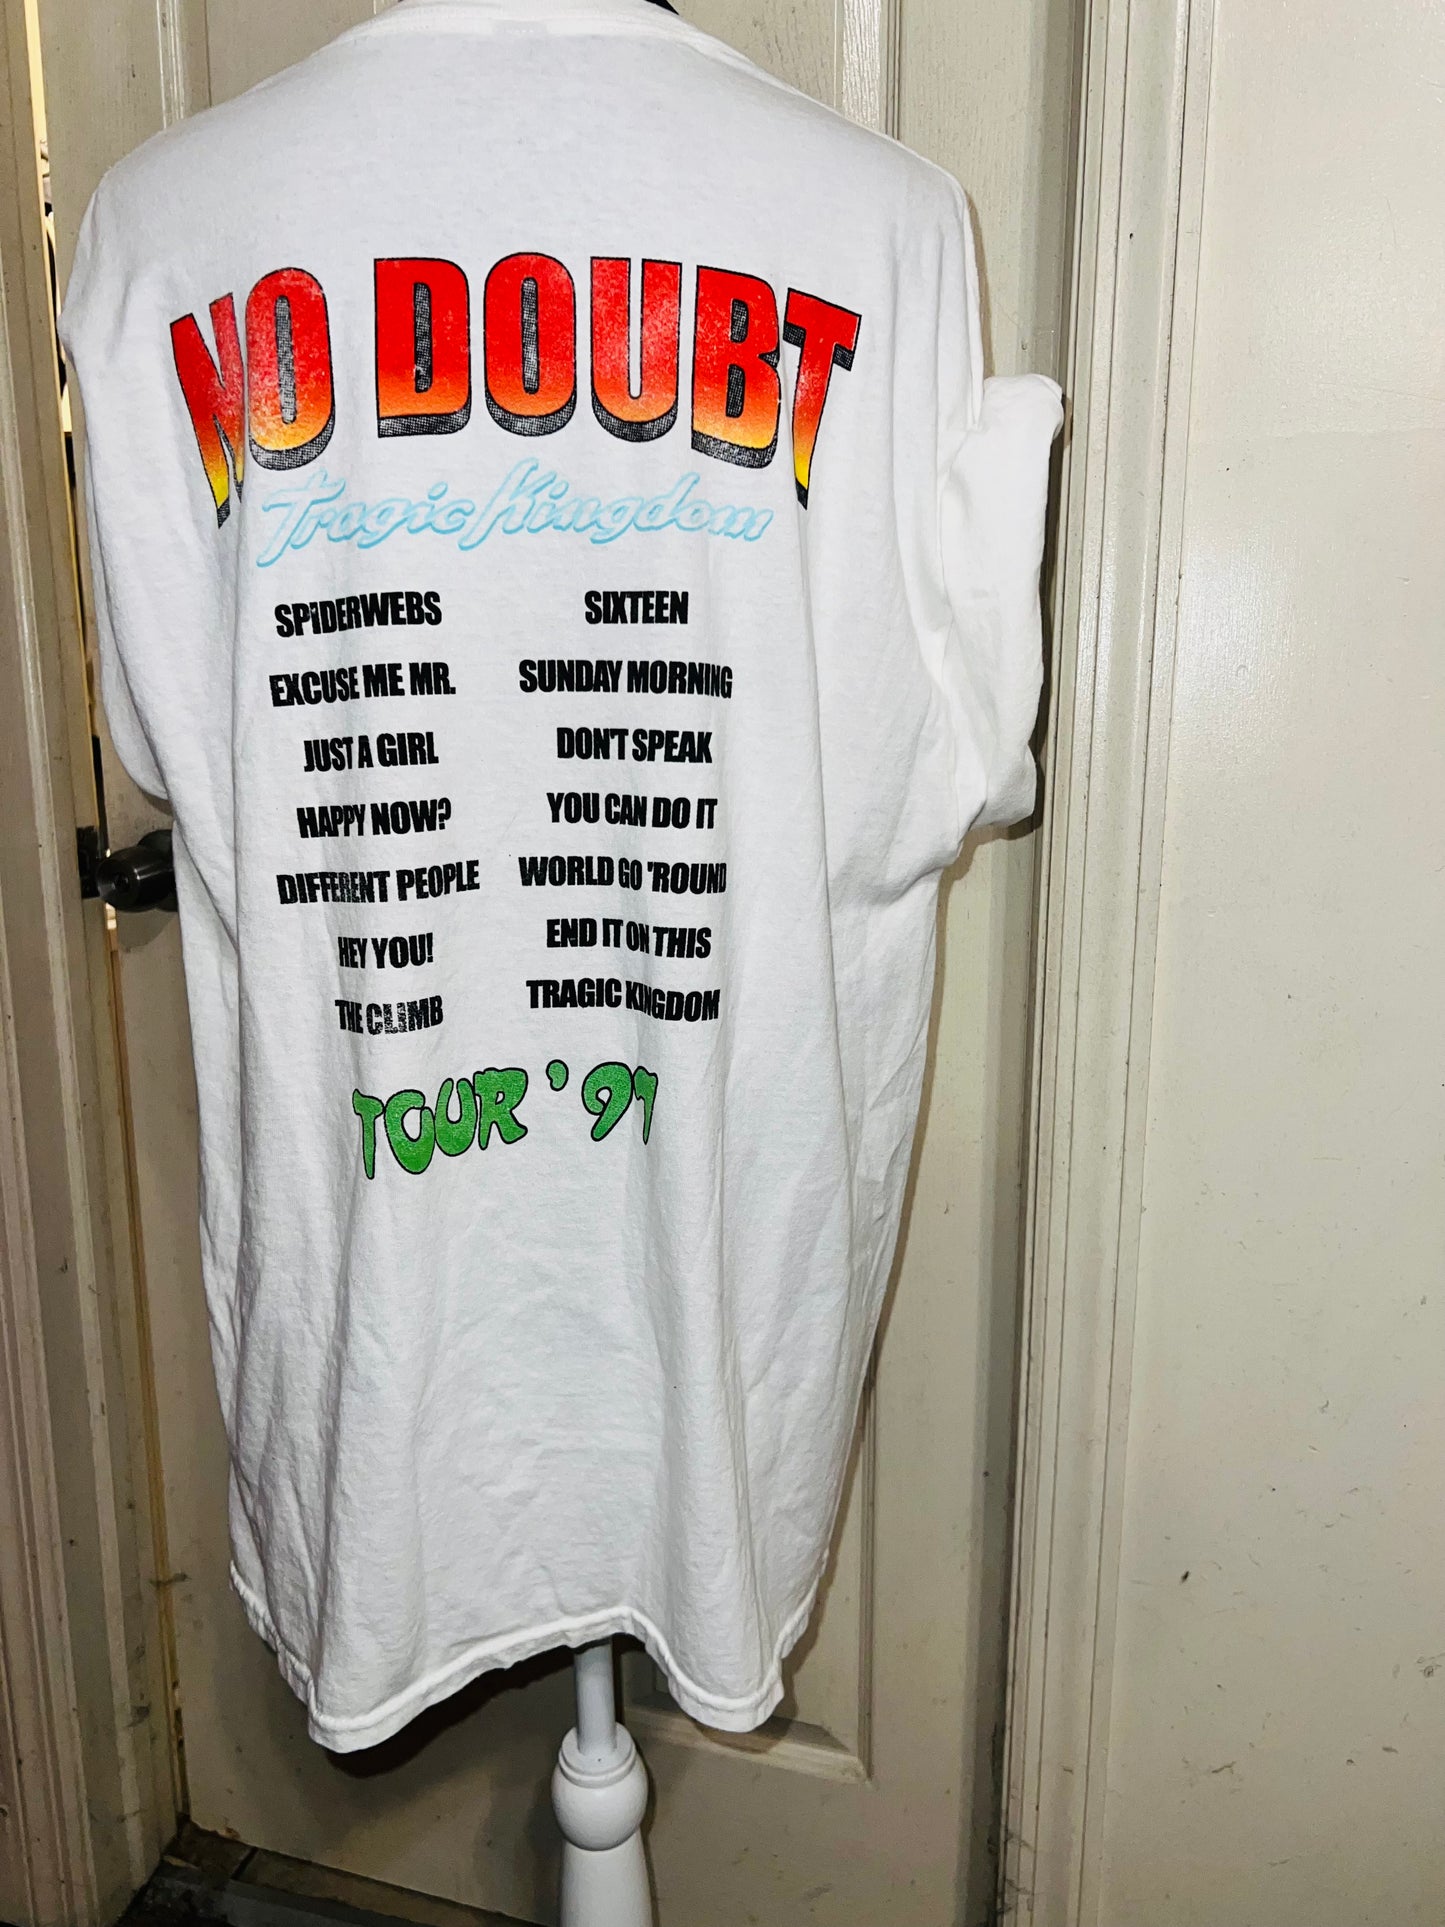 NO DOUBT
Tragic Kingdom
SPIDERWEBS
EXCUSE ME MR.
JUST A GIRL
HAPPY NOW?
DIFFERENT PEOPLE
HEY YOU!
THE CLIMB
SIXTEEN
SUNDAY MORNING
DON'T SPEAK
YOU CAN DO IT
WORLD GO 'ROUND
END IT ON THIS
TRAGIC KINGDOM
TOUR '97